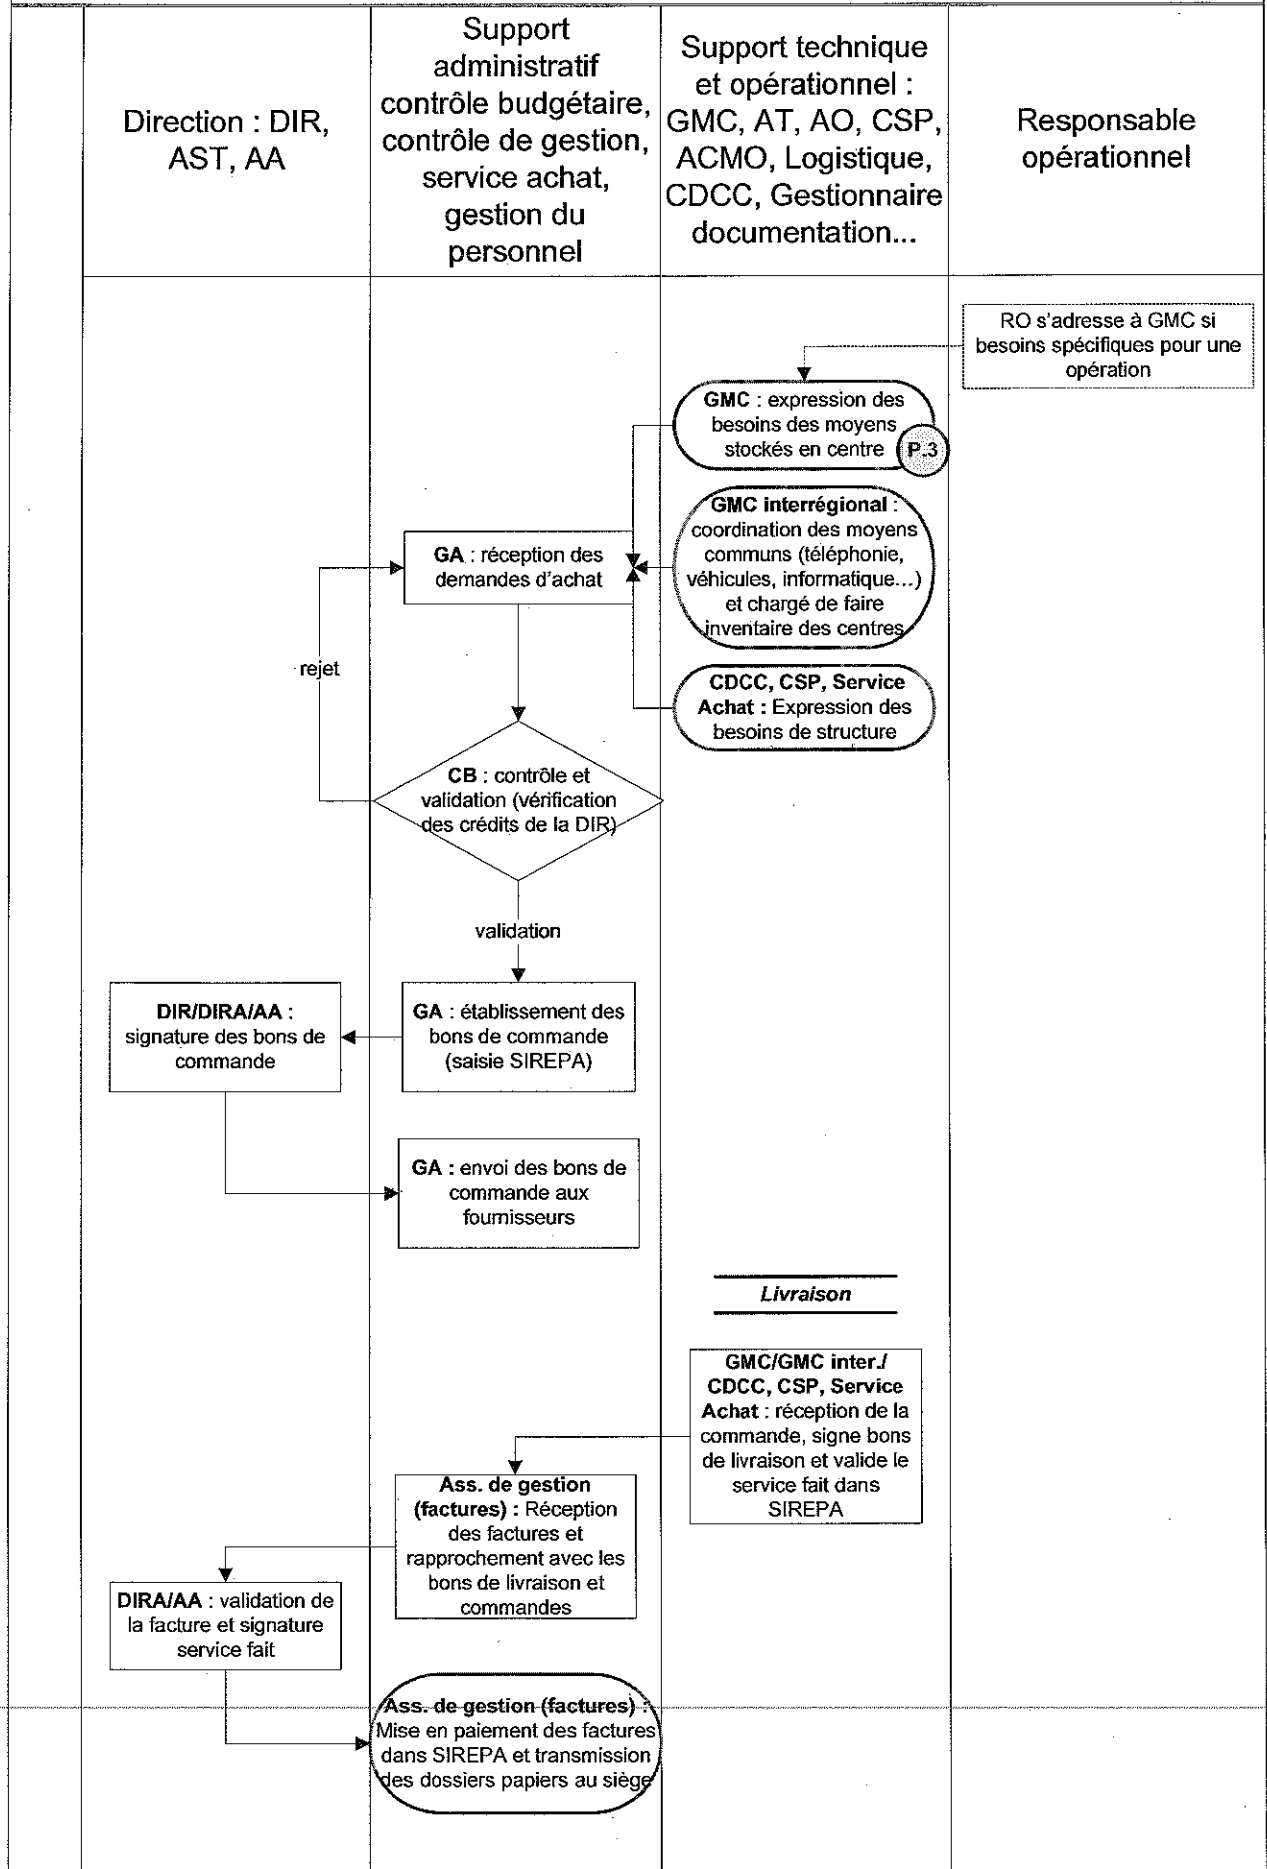 Direction : DIR,
AST, AA
Support
administratif
contrôle budgétaire,
contrôle de gestion,
service achat,
gestion du
personnel
Support technique
et opérationnel :
GMC, AT, AO, CSP,
ACMO, Logistique,
CDCC, Gestionnaire
documentation...
Responsable
opérationnel
RO s'adresse à GMC si
besoins spécifiques pour une
opération
GMC : expression des
besoins des moyens
stockés en centre
P.3
GMC interrégional :
coordination des moyens
communs (téléphonie,
véhicules, informatique...)
et chargé de faire
inventaire des centres
GA : réception des
demandes d'achat
rejet
CDCC, CSP, Service
Achat : Expression des
besoins de structure
CB : contrôle et
validation (vérification
des crédits de la DIR)
validation
DIR/DIRA/AA :
signature des bons de
commande
GA : établissement des
bons de commande
(saisie SIREPA)
GA : envoi des bons de
commande aux
fournisseurs
Livraison
GMC/GMC inter./
CDCC, CSP, Service
Achat : réception de la
commande, signe bons
de livraison et valide le
service fait dans
SIREPA
Ass. de gestion
(factures) : Réception
des factures et
rapprochement avec les
bons de livraison et
commandes
DIRA/AA : validation de
la facture et signature
service fait
Ass. de gestion (factures) :
Mise en paiement des factures
dans SIREPA et transmission
des dossiers papiers au siège